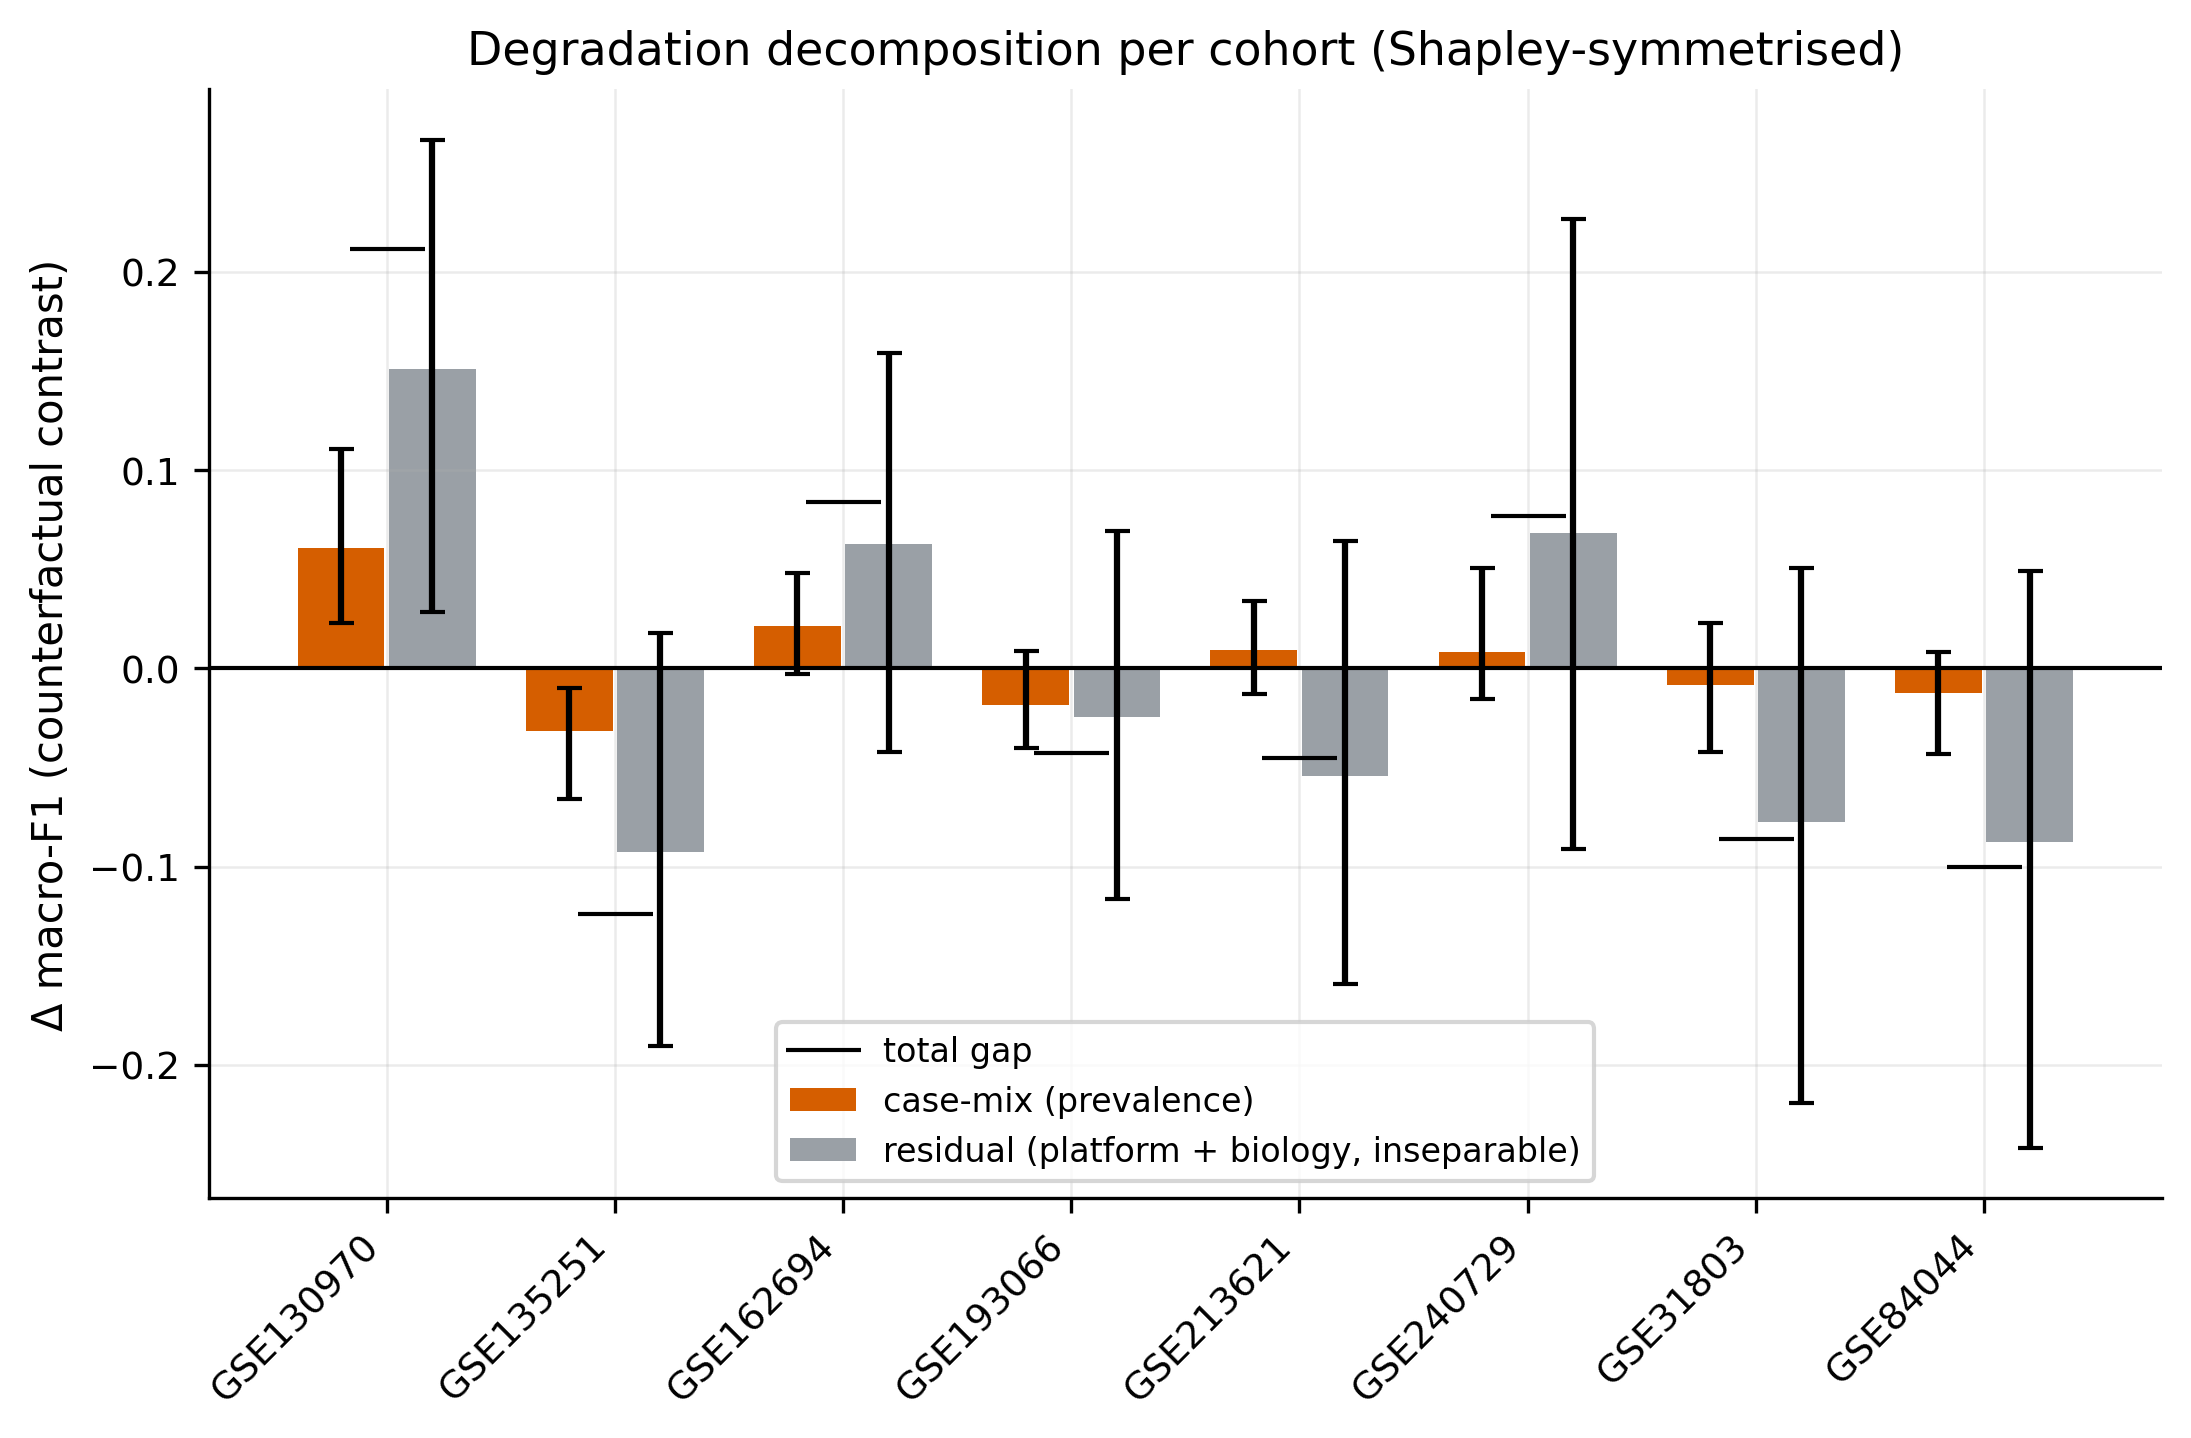 Degradation decomposition per cohort (Shapley-symmetrised)
Δ macro-F1 (counterfactual contrast)
0.2
0.1
0.0
−0.1
−0.2
total gap
case-mix (prevalence)
residual (platform + biology, inseparable)
GSE130970
GSE135251
GSE162694
GSE193066
GSE213621
GSE240729
GSE31803
GSE84044